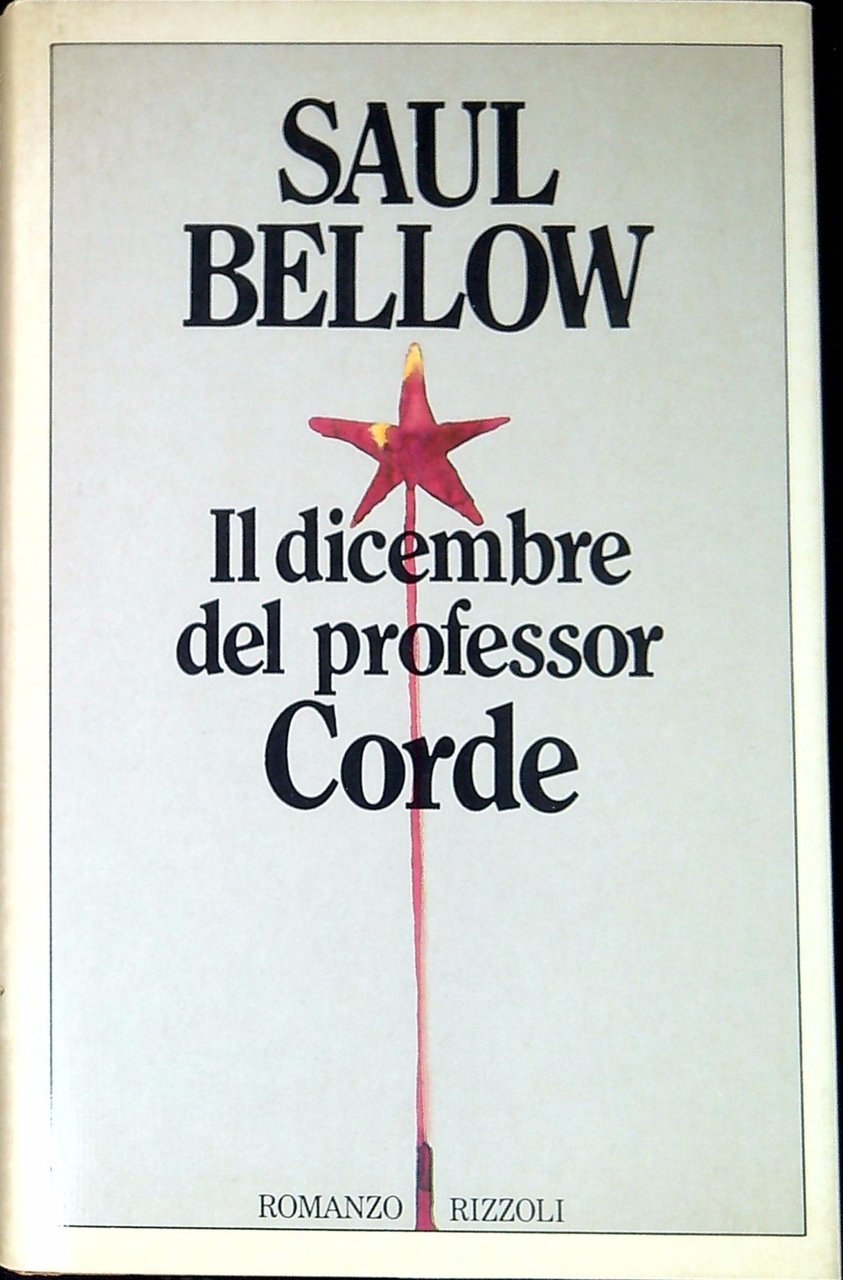 SAUL
BELLOW
Il dicembre
del professor
Corde
ROMANZO RIZZOLI